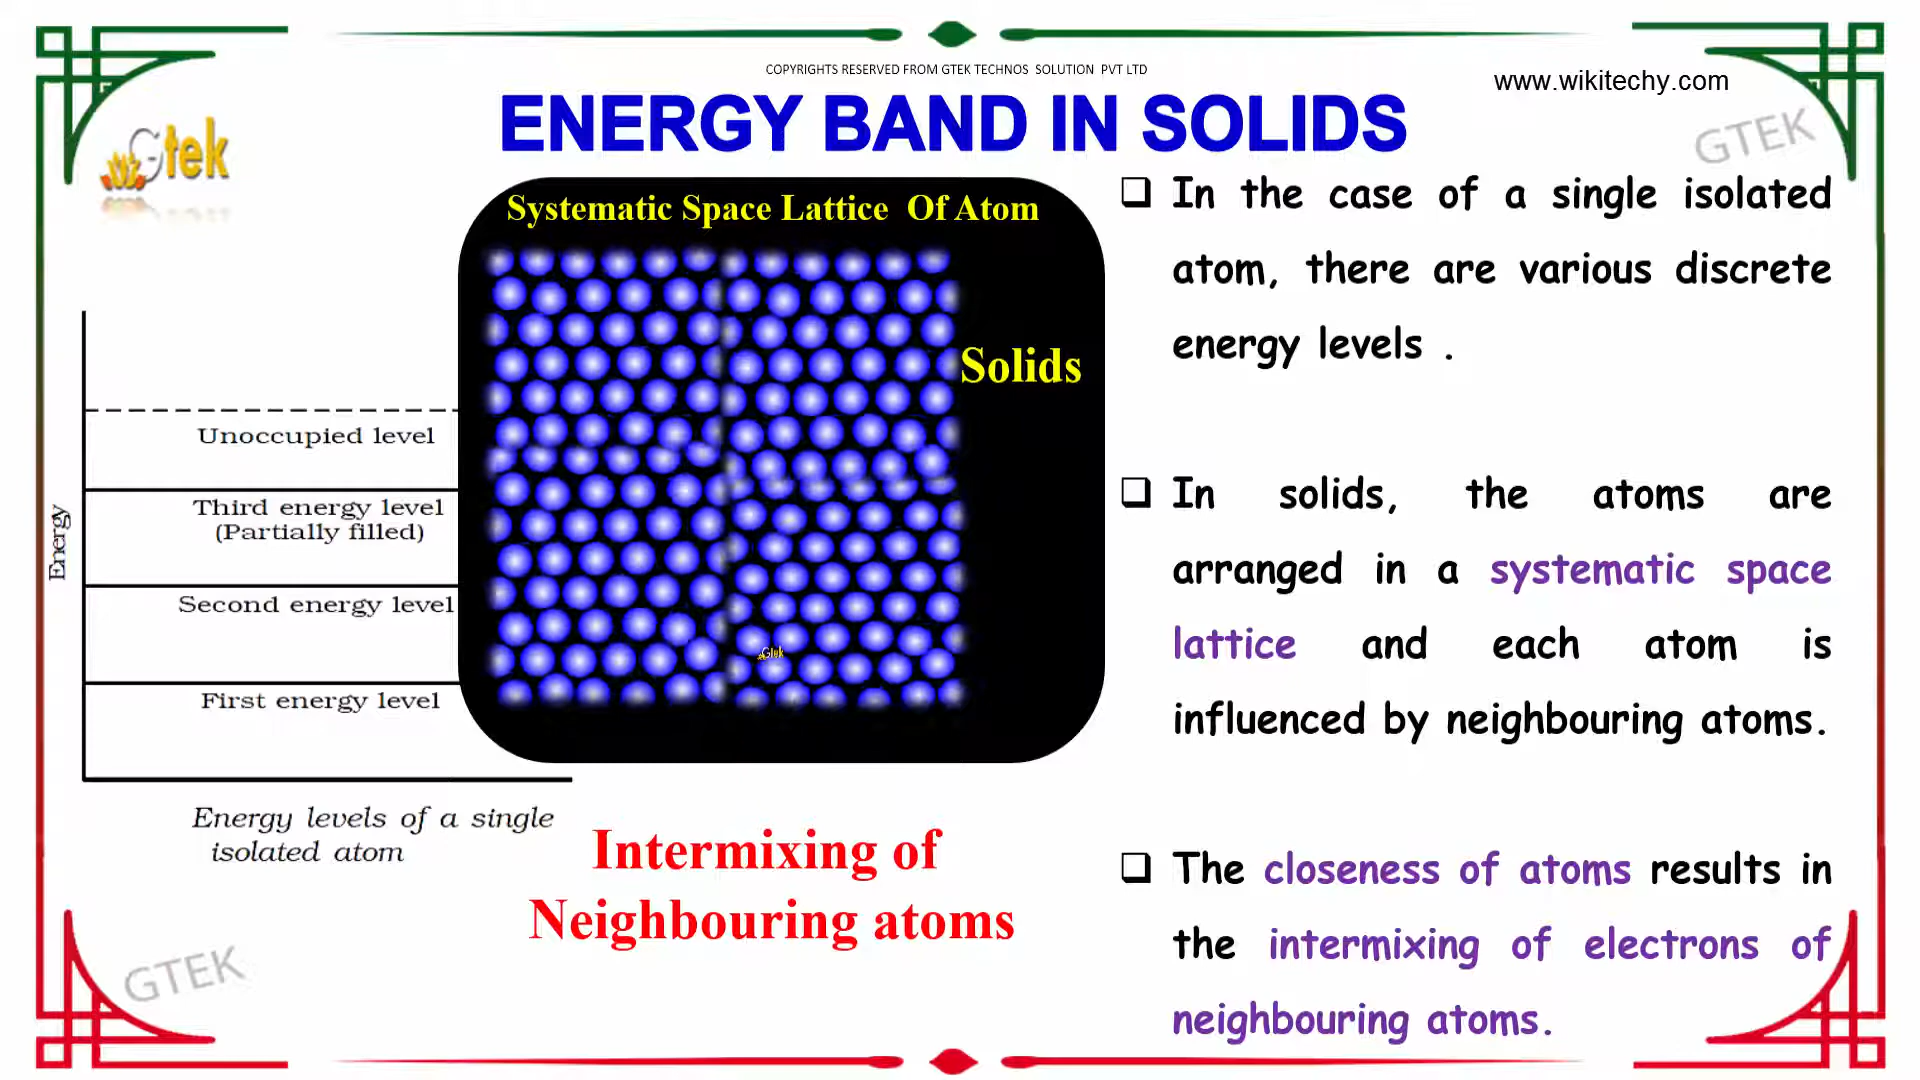 COPYRIGHTS RESERVED FROM GTEK TECHNOS SOLUTION PVT LTD
www.wikitechy.com
ENERGY BAND IN SOLIDS
Gtek
GTEK
Systematic Space Lattice Of Atom
Solids
Gtek
Energy
Unoccupied level
Third energy level
(Partially filled)
Second energy level
First energy level
Energy levels of a single
isolated atom
Intermixing of
Neighbouring atoms
❑ In the case of a single isolated
atom, there are various discrete
energy levels .
❑ In solids, the atoms are
arranged in a systematic space
lattice and each atom is
influenced by neighbouring atoms.
❑ The closeness of atoms results in
the intermixing of electrons of
neighbouring atoms.
GTEK